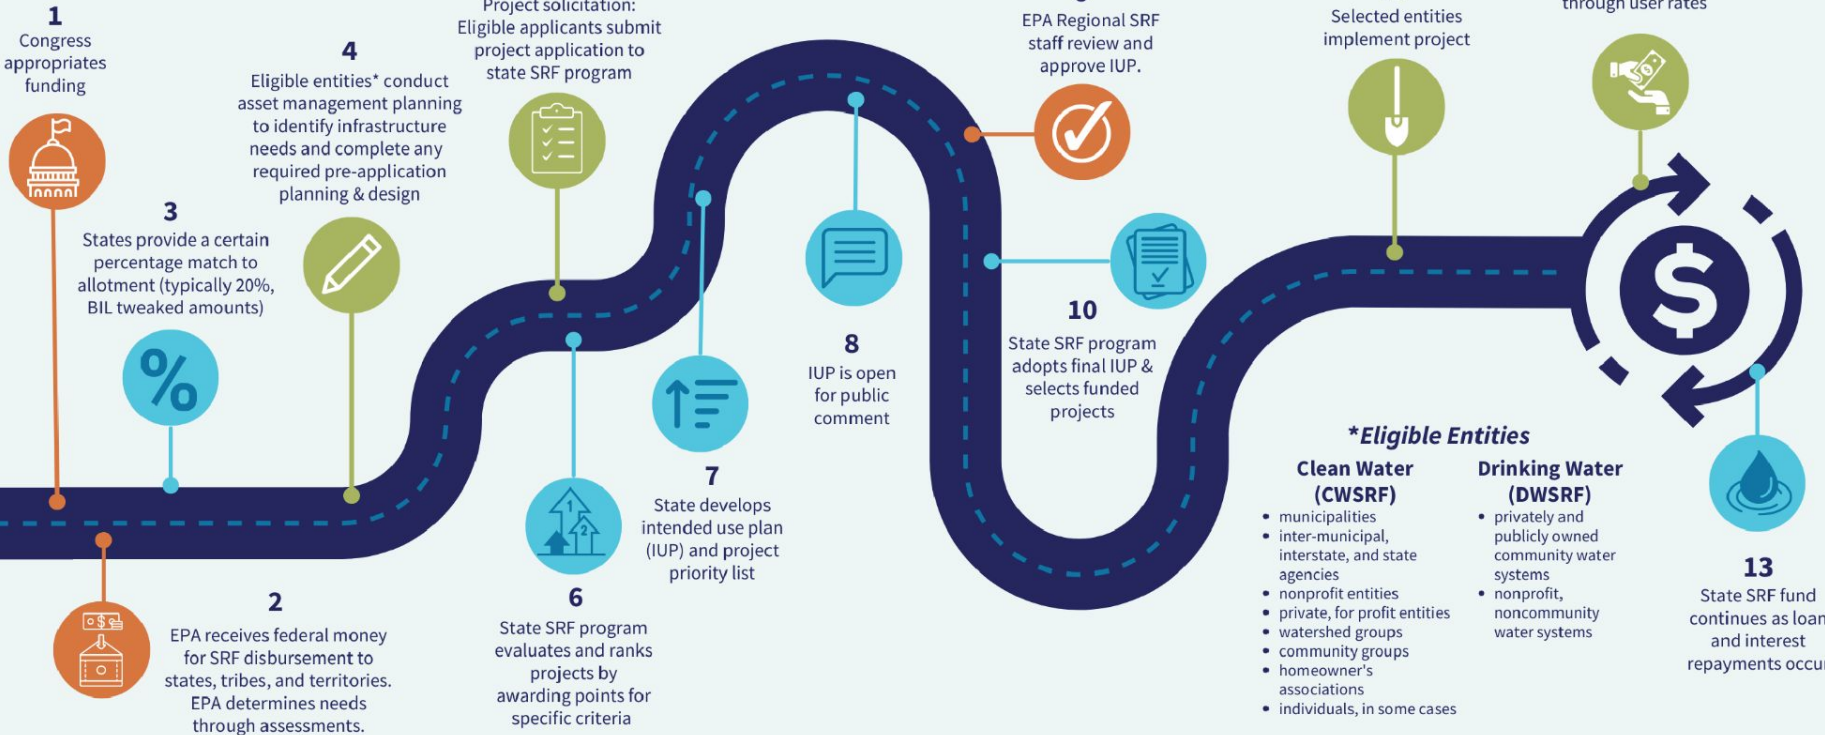 1
Congress
appropriates
funding
2
EPA receives federal money
for SRF disbursement to
states, tribes, and territories.
EPA determines needs
through assessments.
3
States provide a certain
percentage match to
allotment (typically 20%,
BIL tweaked amounts)
%
4
Eligible entities* conduct
asset management planning
to identify infrastructure
needs and complete any
required pre-application
planning & design
Project solicitation:
Eligible applicants submit
project application to
state SRF program
1
2
6
State SRF program
evaluates and ranks
projects by
awarding points for
specific criteria
7
State develops
intended use plan
(IUP) and project
priority list
8
IUP is open
for public
comment
EPA Regional SRF
staff review and
approve IUP.
10
State SRF program
adopts final IUP &
selects funded
projects
Selected entities
implement project
through user rates
$
13
State SRF fund
continues as loan
and interest
repayments occur
*Eligible Entities
Clean Water
(CWSRF)
• municipalities
• inter-municipal,
interstate, and state
agencies
• nonprofit entities
• private, for profit entities
• watershed groups
• community groups
• homeowner's
associations
• individuals, in some cases
Drinking Water
(DWSRF)
• privately and
publicly owned
community water
systems
• nonprofit,
noncommunity
water systems